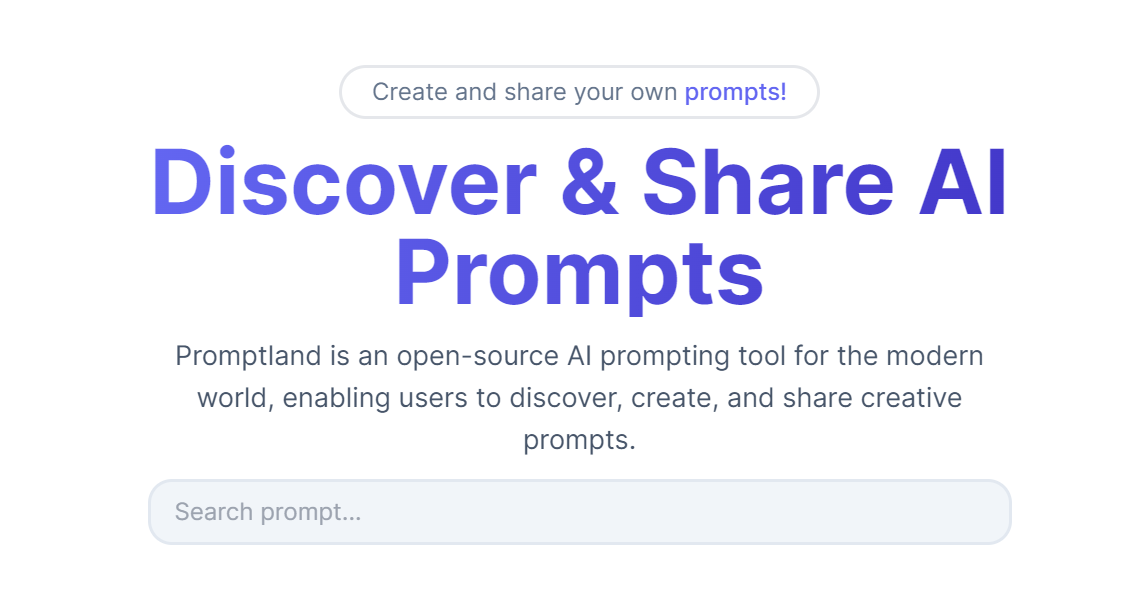 Create and share your own prompts!
Discover & Share AI
Prompts
Promptland is an open-source AI prompting tool for the modern
world, enabling users to discover, create, and share creative
prompts.
Search prompt...